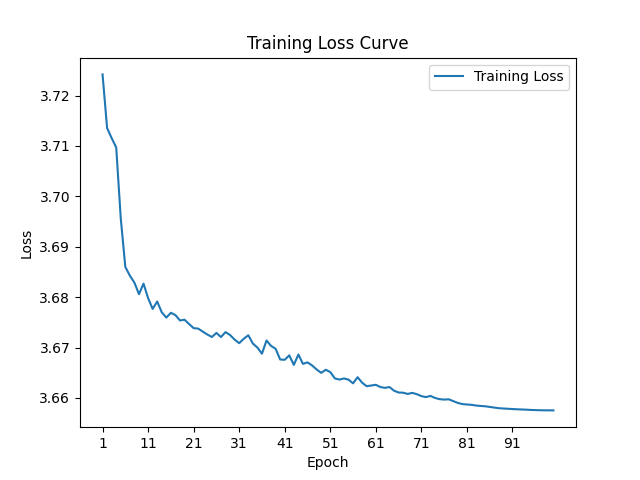 Training Loss Curve
Training Loss
3.72
3.71
3.70
3.69
3.68
3.67
3.66
Loss
1 11 21 31 41 51 61 71 81 91
Epoch